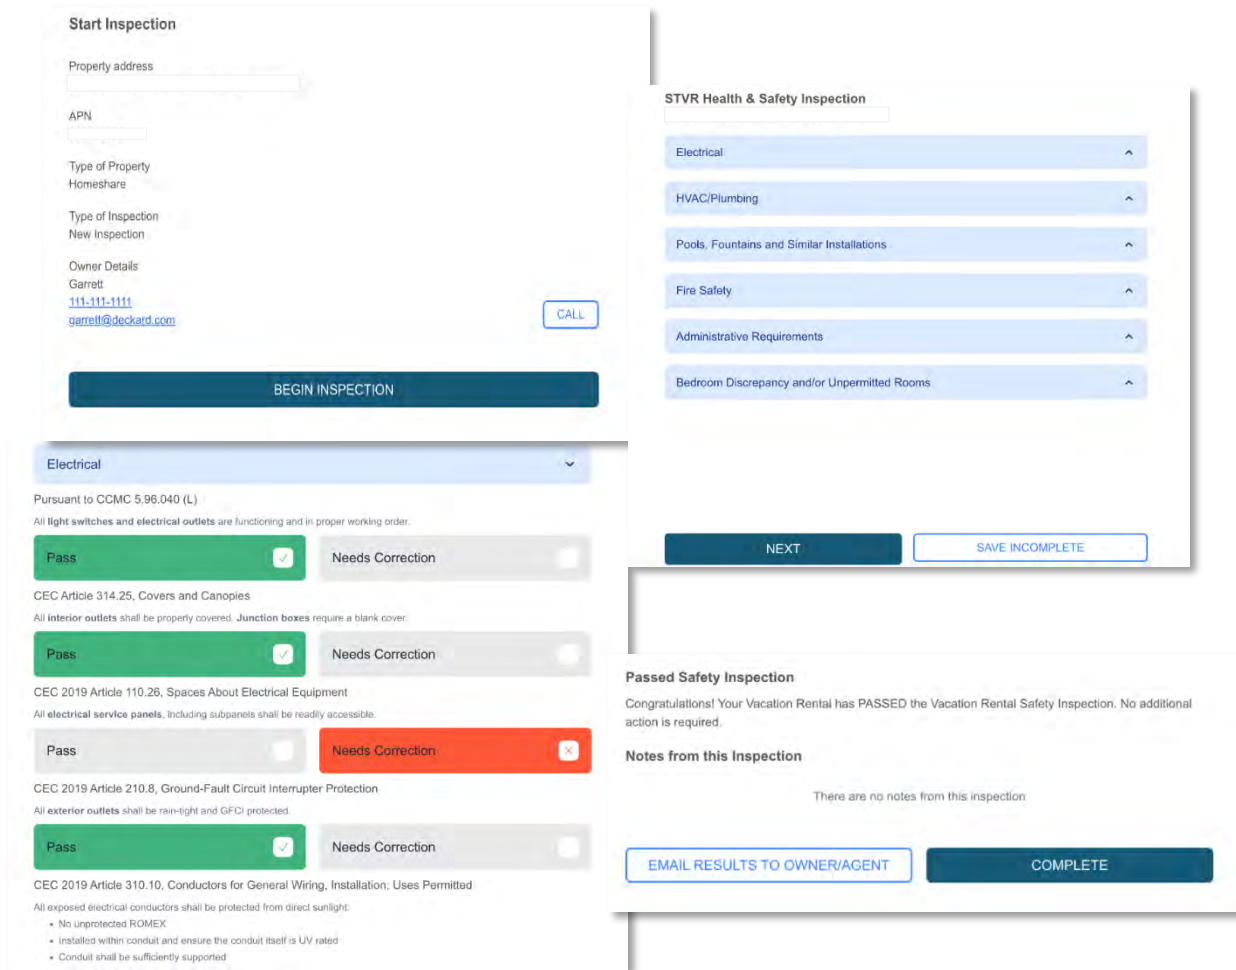 Start Inspection
Property address
APN
Type of Property
Homeshare
Type of Inspection
New Inspection
Owner Details
Garrett
111-111-1111
garrett@deckard.com
CALL
BEGIN INSPECTION
STVR Health & Safety Inspection
Electrical
HVAC/Plumbing
Pools, Fountains and Similar Installations
Fire Safety
Administrative Requirements
Bedroom Discrepancy and/or Unpermitted Rooms
NEXT
SAVE INCOMPLETE
Electrical
Pursuant to CCMC 5.96.040 (L)
All light switches and electrical outlets are functioning and in proper working order.
Pass
Needs Correction
CEC Article 314.25, Covers and Canopies
All interior outlets shall be properly covered. Junction boxes require a blank cover.
Pass
Needs Correction
CEC 2019 Article 110.26, Spaces About Electrical Equipment
All electrical service panels, including subpanels shall be readily accessible.
Pass
Needs Correction
CEC 2019 Article 210.8, Ground-Fault Circuit Interrupter Protection
All exterior outlets shall be rain-tight and GFCI protected.
Pass
Needs Correction
CEC 2019 Article 310.10, Conductors for General Wiring, Installation; Uses Permitted
All exposed electrical conductors shall be protected from direct sunlight:
• No unprotected ROMEX
• Installed within conduit and ensure the conduit itself is UV rated
• Conduit shall be sufficiently supported
Passed Safety Inspection
Congratulations! Your Vacation Rental has PASSED the Vacation Rental Safety Inspection. No additional
action is required.
Notes from this Inspection
There are no notes from this inspection
EMAIL RESULTS TO OWNER/AGENT
COMPLETE